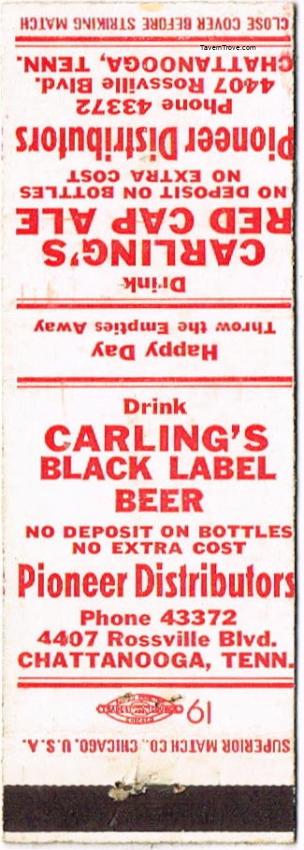 TavernTrove.com
CLOSE COVER BEFORE STRIKING MATCH
Drink
CARLING'S
RED CAP ALE
NO DEPOSIT ON BOTTLES
NO EXTRA COST
Pioneer Distributors
Phone 43372
4407 Rossville Blvd.
CHATTANOOGA, TENN.
Happy Day
Throw the Empties Away
Drink
CARLING'S
BLACK LABEL
BEER
NO DEPOSIT ON BOTTLES
NO EXTRA COST
Pioneer Distributors
Phone 43372
4407 Rossville Blvd.
CHATTANOOGA, TENN.
61
SUPERIOR MATCH CO., CHICAGO, U.S.A.